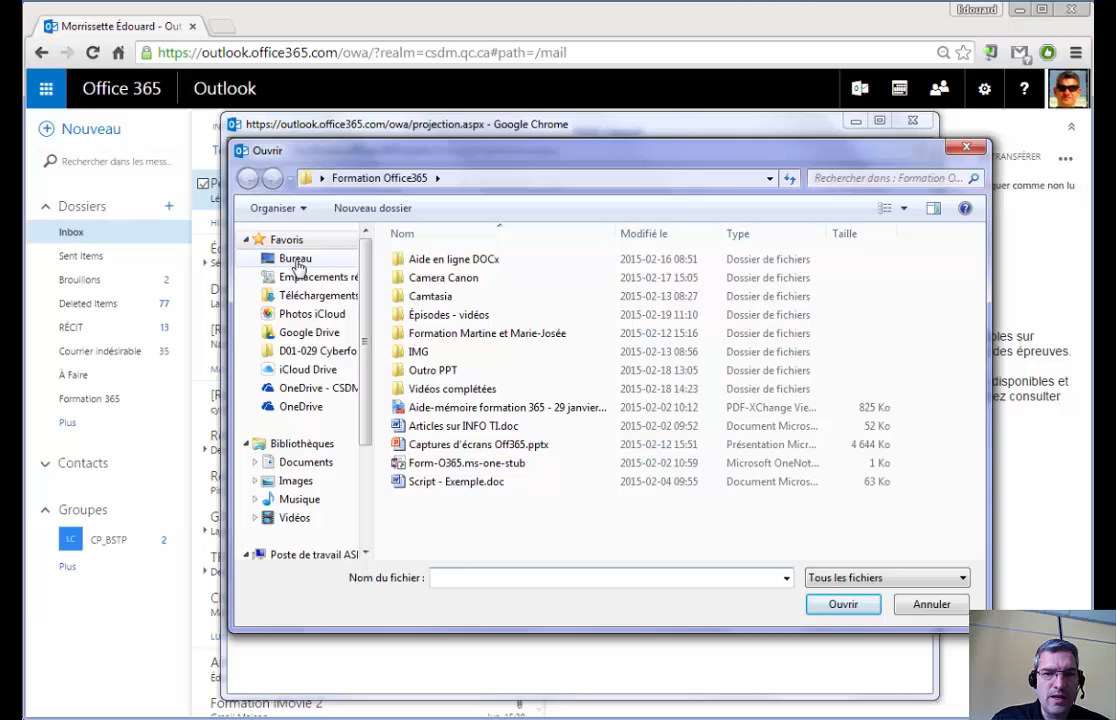 Morrissette Édouard - Out
Edouard
https://outlook.office365.com/owa/?realm=csdm.qc.ca#path=/mail
Office 365
Outlook
?
Nouveau
Rechercher dans les mess...
Dossiers
Inbox
Sent Items
Brouillons 2
Deleted Items 77
RÉCIT 13
Courrier indésirable 35
À Faire
Formation 365
Plus
Contacts
Groupes
LC CP_BSTP 2
Plus
https://outlook.office365.com/owa/projection.aspx - Google Chrome
Ouvrir
Formation Office365
Rechercher dans : Formation O...
Organiser
Nouveau dossier
Favoris
Bureau
Emplacements ré
Téléchargements
Photos iCloud
Google Drive
D01-029 Cyberfo
iCloud Drive
OneDrive - CSDM
OneDrive
Bibliothèques
Documents
Images
Musique
Vidéos
Poste de travail ASI
Nom Modifié le Type Taille
Aide en ligne DOCx 2015-02-16 08:51 Dossier de fichiers
Camera Canon 2015-02-17 15:05 Dossier de fichiers
Camtasia 2015-02-13 08:27 Dossier de fichiers
Épisodes - vidéos 2015-02-19 11:10 Dossier de fichiers
Formation Martine et Marie-Josée 2015-02-12 15:16 Dossier de fichiers
IMG 2015-02-13 08:56 Dossier de fichiers
Outro PPT 2015-02-18 13:05 Dossier de fichiers
Vidéos complétées 2015-02-18 14:23 Dossier de fichiers
Aide-mémoire formation 365 - 29 janvier... 2015-02-02 10:12 PDF-XChange Vie... 825 Ko
Articles sur INFO TI.doc 2015-02-02 09:52 Document Micros... 52 Ko
Captures d'écrans Off365.pptx 2015-02-12 15:51 Présentation Micr... 4 644 Ko
Form-O365.ms-one-stub 2015-02-02 10:59 Microsoft OneNot... 1 Ko
Script - Exemple.doc 2015-02-04 09:55 Document Micros... 63 Ko
Nom du fichier :
Tous les fichiers
Ouvrir
Annuler
TRANSFÉRER
quer comme non lu
bles sur
des épreuves.
disponibles et
ez consulter
Formation iMovie 2